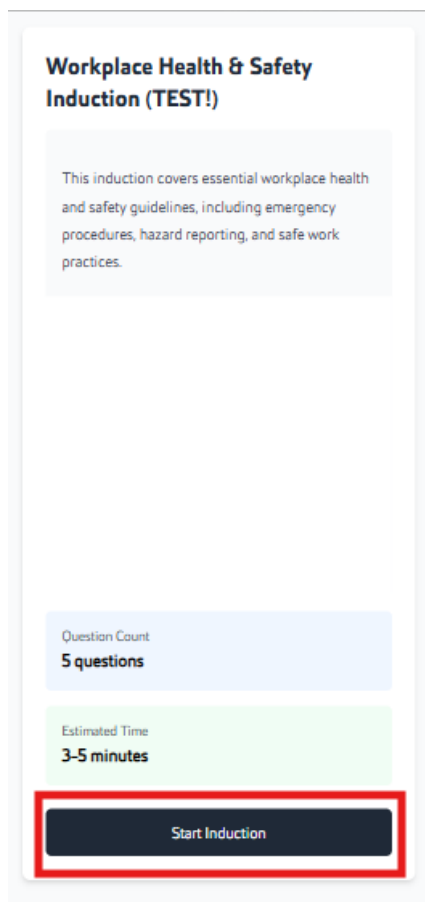 Workplace Health & Safety
Induction (TEST!)
This induction covers essential workplace health
and safety guidelines, including emergency
procedures, hazard reporting, and safe work
practices.
Question Count
5 questions
Estimated Time
3-5 minutes
Start Induction